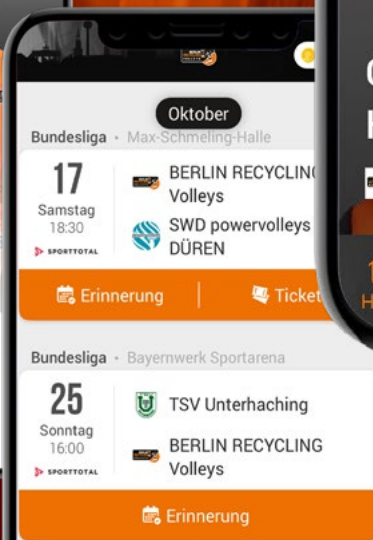 Oktober
Bundesliga • Max-Schmeling-Halle
17
Samstag
18:30
SPORTTOTAL
BERLIN RECYCLING
Volleys
SWD powervolleys
DÜREN
Erinnerung
Ticket
Bundesliga • Bayernwerk Sportarena
25
Sonntag
16:00
SPORTTOTAL
TSV Unterhaching
BERLIN RECYCLING
Volleys
Erinnerung